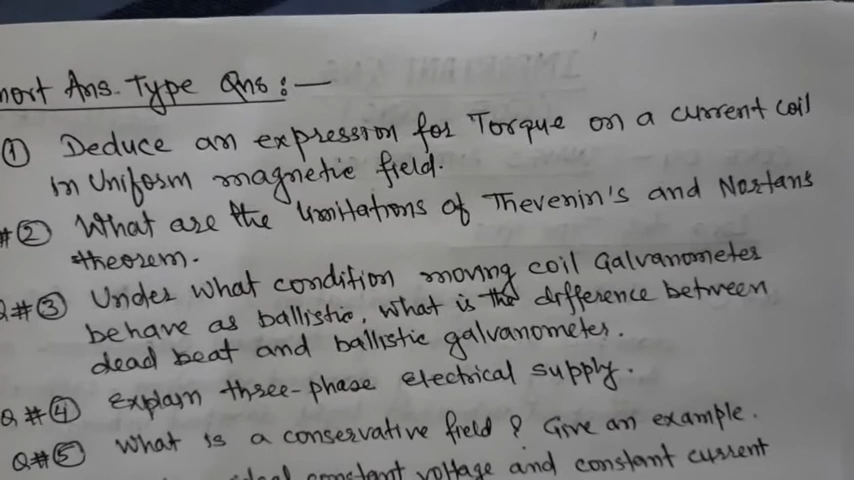 hort Ans. Type Qns :—
① Deduce an expression for Torque on a current coil
in Uniform magnetic field.
#② What are the limitations of Thevenin's and Nortans
theorem.
Q#③ Under what condition moving coil Galvanometer
behave as ballistic. What is the difference between
dead beat and ballistic galvanometer.
Q#④ Explain three-phase electrical supply.
Q#⑤ What is a conservative field? Give an example.
constant voltage and constant current